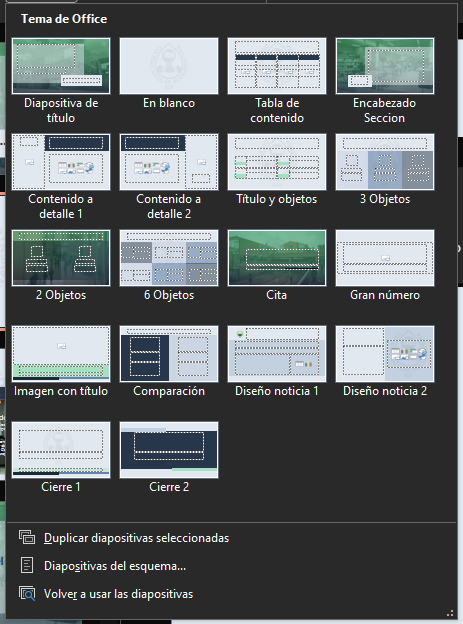 Tema de Office
Diapositiva de
título
En blanco
Tabla de
contenido
Encabezado
Seccion
Contenido a
detalle 1
Contenido a
detalle 2
Título y objetos
3 Objetos
2 Objetos
6 Objetos
Cita
Gran número
Imagen con título
Comparación
Diseño noticia 1
Diseño noticia 2
Cierre 1
Cierre 2
Duplicar diapositivas seleccionadas
Diapositivas del esquema...
Volver a usar las diapositivas